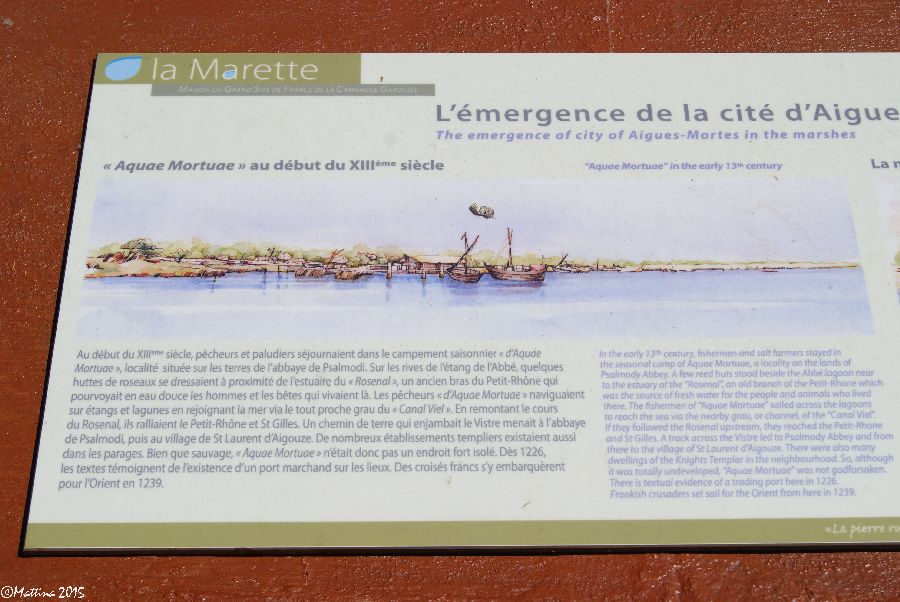 la Marette
Maison du Grand Site de France de la Camargue Gardoise
L'émergence de la cité d'Aigue
The emergence of city of Aigues-Mortes in the marshes
« Aquae Mortuae » au début du XIIIème siècle
"Aquae Mortuae" in the early 13th century
La
Au début du XIIIème siècle, pêcheurs et paludiers séjournaient dans le campement saisonnier « d'Aquae
Mortuae », localité située sur les terres de l'abbaye de Psalmodi. Sur les rives de l'étang de l'Abbé, quelques
huttes de roseaux se dressaient à proximité de l'estuaire du « Rosenal », un ancien bras du Petit-Rhône qui
pourvoyait en eau douce les hommes et les bêtes qui vivaient là. Les pêcheurs « d'Aquae Mortuae » naviguaient
sur étangs et lagunes en rejoignant la mer via le tout proche grau du « Canal Viel ». En remontant le cours
du Rosenal, ils ralliaient le Petit-Rhône et St Gilles. Un chemin de terre qui enjambait le Vistre menait à l'abbaye
de Psalmodi, puis au village de St Laurent d'Aigouze. De nombreux établissements templiers existaient aussi
dans les parages. Bien que sauvage, « Aquae Mortuae » n'était donc pas un endroit fort isolé. Dès 1226,
les textes témoignent de l'existence d'un port marchand sur les lieux. Des croisés francs s'y embarquèrent
pour l'Orient en 1239.
In the early 13th century, fishermen and salt farmers stayed in
the seasonal camp of Aquae Mortuae, a locality on the lands of
Psalmody Abbey. A few reed huts stood beside the Abbé lagoon near
to the estuary of the "Rosenal", an old branch of the Petit-Rhone which
was the source of fresh water for the people and animals who lived
there. The fishermen of "Aquae Mortuae" sailed across the lagoons
to reach the sea via the nearby grau, or channel, of the "Canal Viel".
If they followed the Rosenal upstream, they reached the Petit-Rhone
and St Gilles. A track across the Vistre led to Psalmody Abbey and from
there to the village of St Laurent d'Aigouze. There were also many
dwellings of the Knights Templar in the neighbourhood. So, although
it was totally undeveloped, "Aquae Mortuae" was not godforsaken.
There is textual evidence of a trading port here in 1226.
Frankish crusaders set sail for the Orient from here in 1239.
«La pierre
©Mattina 2015